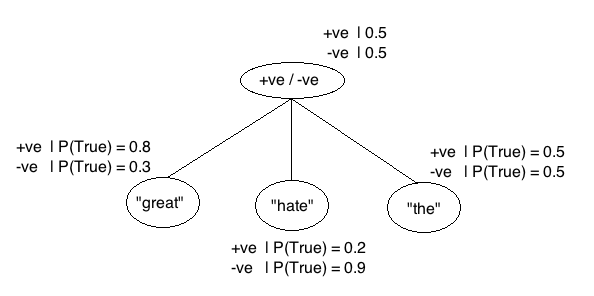 +ve | 0.5
-ve | 0.5
+ve / -ve
+ve | P(True) = 0.8
-ve | P(True) = 0.3
+ve | P(True) = 0.5
-ve | P(True) = 0.5
"great"
"hate"
"the"
+ve | P(True) = 0.2
-ve | P(True) = 0.9